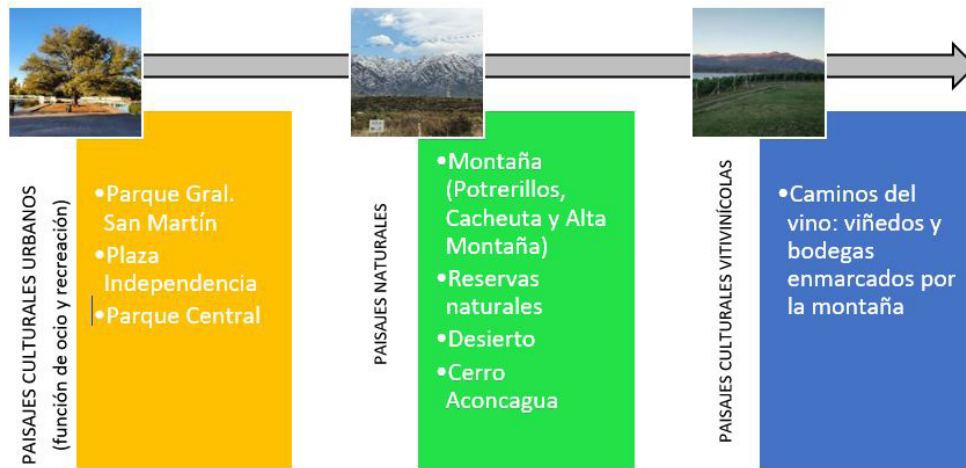 PAISAJES CULTURALES URBANOS
(función de ocio y recreación)
•Parque Gral.
San Martín
•Plaza
Independencia
•Parque Central
PAISAJES NATURALES
•Montaña
(Potrerillos,
Cacheuta y Alta
Montaña)
•Reservas
naturales
•Desierto
•Cerro
Aconcagua
PAISAJES CULTURALES VITIVINÍCOLAS
•Caminos del
vino: viñedos y
bodegas
enmarcados por
la montaña